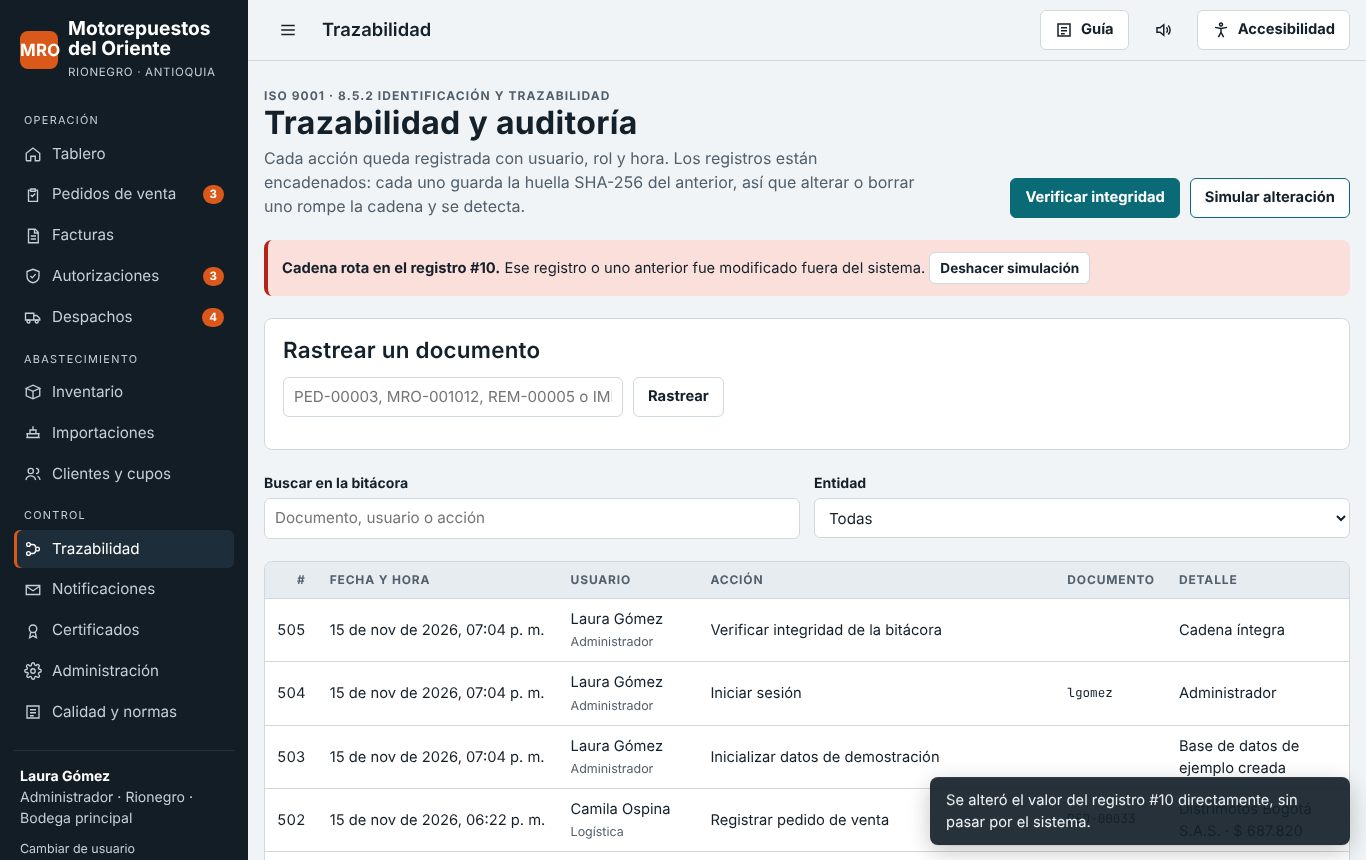 MRO
Motorepuestos
del Oriente
RIONEGRO · ANTIOQUIA
OPERACIÓN
Tablero
Pedidos de venta 3
Facturas
Autorizaciones 3
Despachos 4
ABASTECIMIENTO
Inventario
Importaciones
Clientes y cupos
CONTROL
Trazabilidad
Notificaciones
Certificados
Administración
Calidad y normas
Laura Gómez
Administrador · Rionegro ·
Bodega principal
Cambiar de usuario
Trazabilidad
Guía
Accesibilidad
ISO 9001 · 8.5.2 IDENTIFICACIÓN Y TRAZABILIDAD
Trazabilidad y auditoría
Cada acción queda registrada con usuario, rol y hora. Los registros están
encadenados: cada uno guarda la huella SHA-256 del anterior, así que alterar o borrar
uno rompe la cadena y se detecta.
Verificar integridad
Simular alteración
Cadena rota en el registro #10. Ese registro o uno anterior fue modificado fuera del sistema. Deshacer simulación
Rastrear un documento
PED-00003, MRO-001012, REM-00005 o IM
Rastrear
Buscar en la bitácora
Documento, usuario o acción
Entidad
Todas
# FECHA Y HORA USUARIO ACCIÓN DOCUMENTO DETALLE
505 15 de nov de 2026, 07:04 p. m. Laura Gómez Verificar integridad de la bitácora Cadena íntegra
Administrador
504 15 de nov de 2026, 07:04 p. m. Laura Gómez Iniciar sesión lgomez Administrador
Administrador
503 15 de nov de 2026, 07:04 p. m. Laura Gómez Inicializar datos de demostración Base de datos de
Administrador ejemplo creada
502 15 de nov de 2026, 06:22 p. m. Camila Ospina Registrar pedido de venta Distrimotos Bogotá
Logística S.A.S. · $ 687.820
Se alteró el valor del registro #10 directamente, sin
pasar por el sistema.